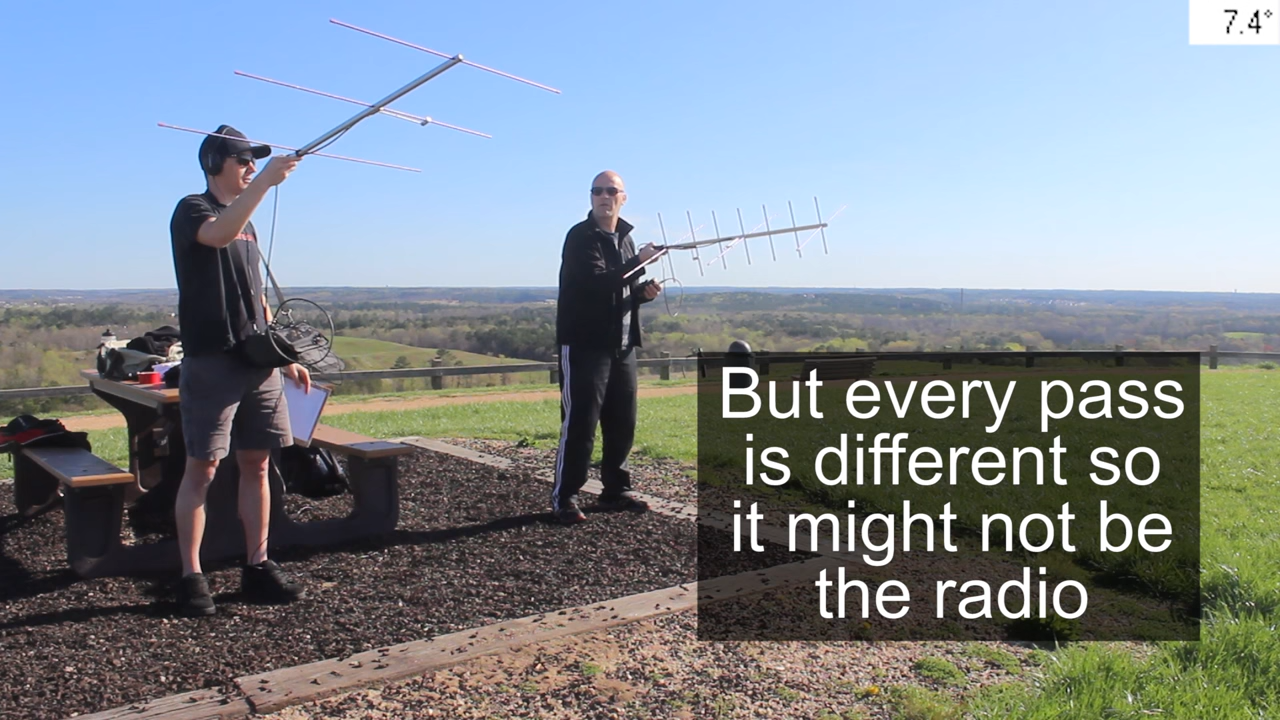 7.4°
But every pass
is different so
it might not be
the radio